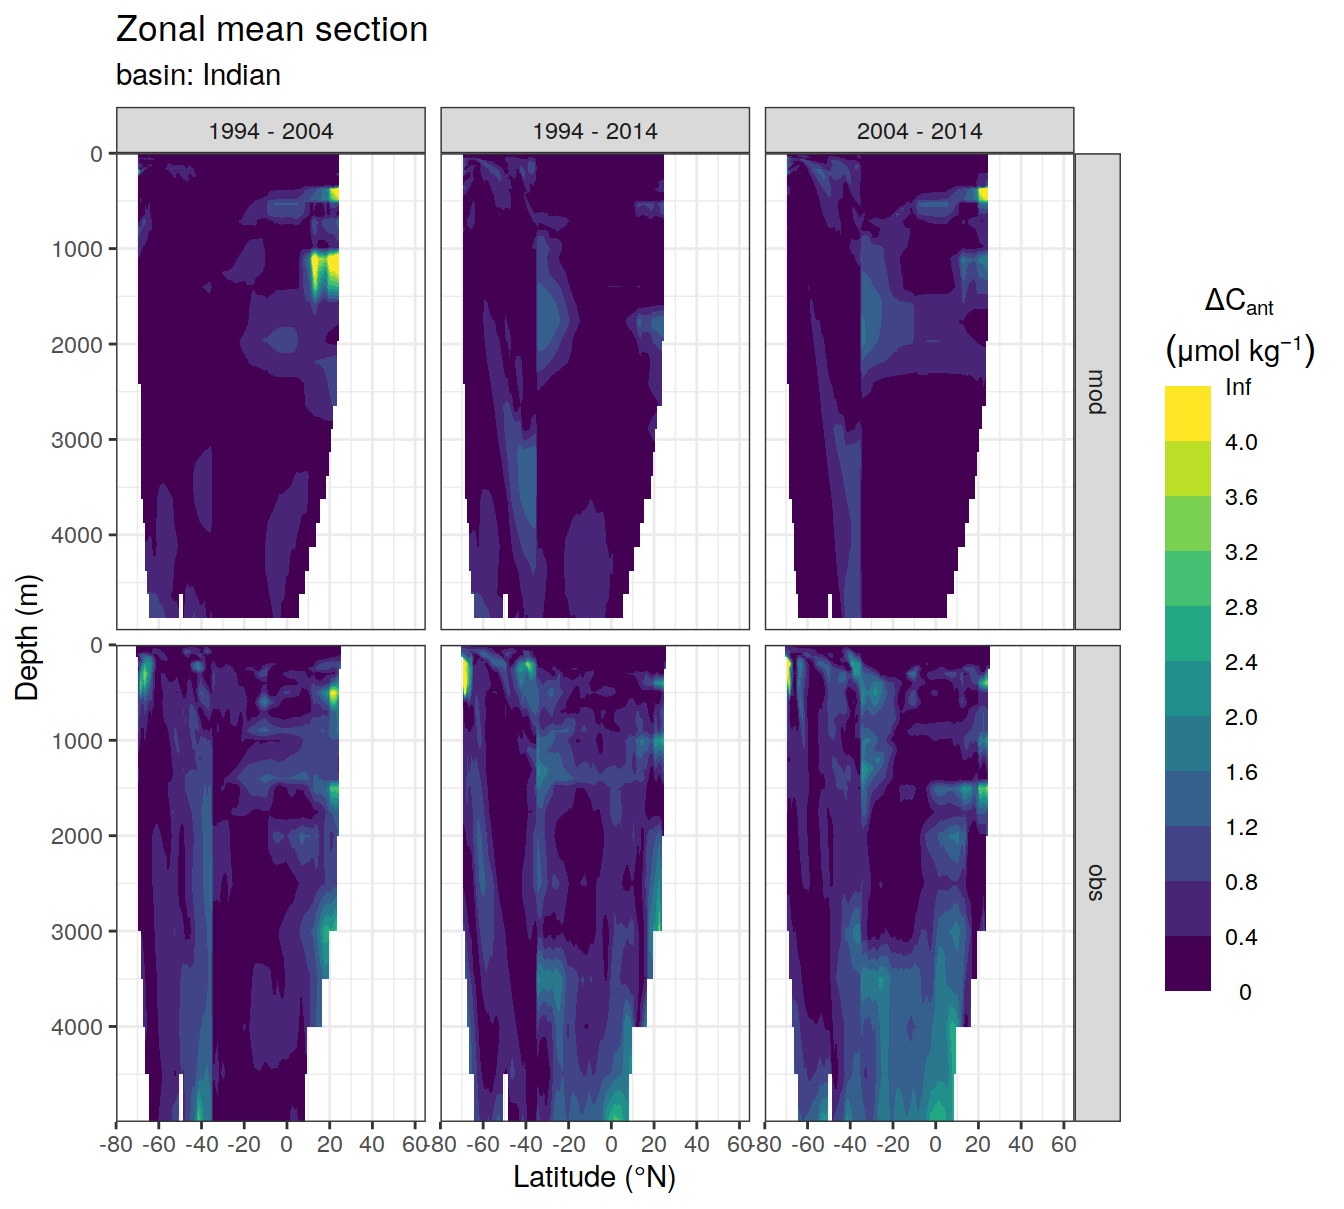 Zonal mean section
basin: Indian
1994 - 2004
1994 - 2014
2004 - 2014
0
1000
2000
3000
4000
mod
0
1000
2000
3000
4000
obs
-80 -60 -40 -20 0 20 40 60
-80 -60 -40 -20 0 20 40 60
-80 -60 -40 -20 0 20 40 60
Latitude (°N)
Depth (m)
ΔCant
(μmol kg⁻¹)
Inf
4.0
3.6
3.2
2.8
2.4
2.0
1.6
1.2
0.8
0.4
0